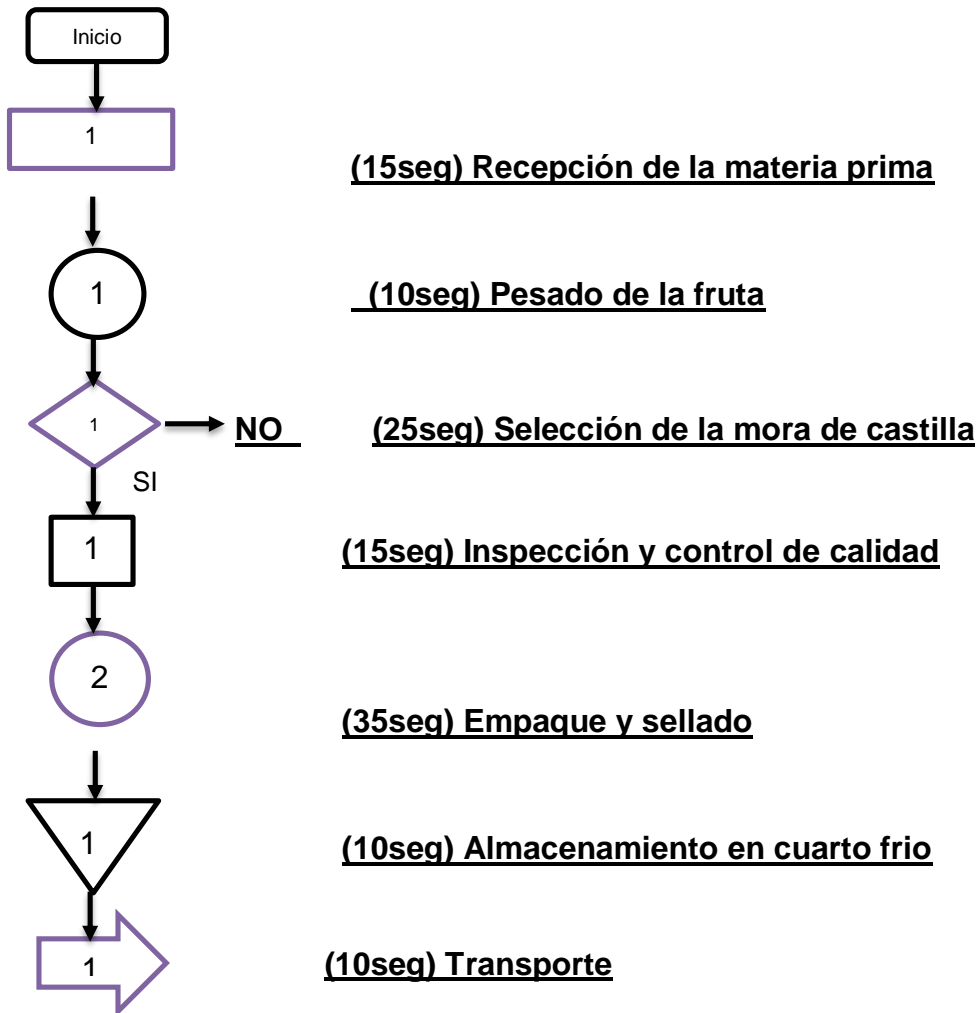 Inicio
1
(15seg) Recepción de la materia prima
1
(10seg) Pesado de la fruta
1
NO
(25seg) Selección de la mora de castilla
SI
1
(15seg) Inspección y control de calidad
2
(35seg) Empaque y sellado
1
(10seg) Almacenamiento en cuarto frio
1
(10seg) Transporte